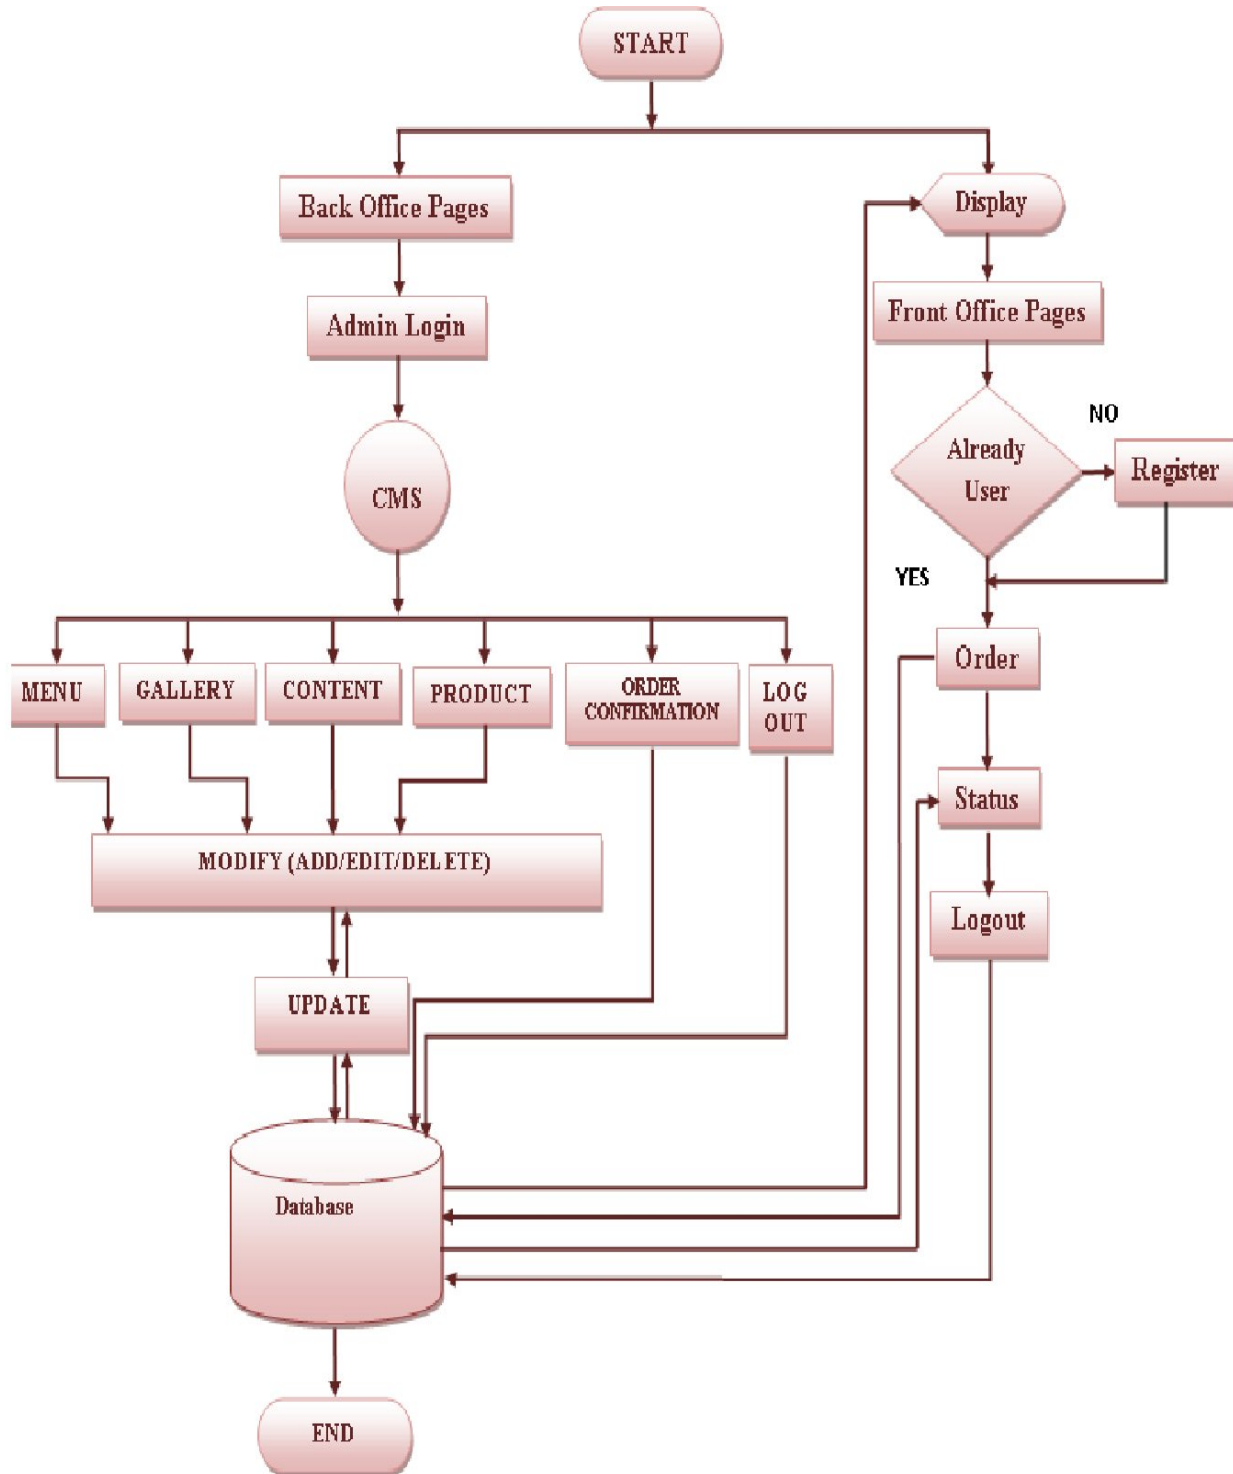 START
Back Office Pages
Display
Admin Login
Front Office Pages
CMS
Already
User
NO
Register
YES
MENU
GALLERY
CONTENT
PRODUCT
ORDER
CONFIRMATION
LOG
OUT
Order
Status
MODIFY (ADD/EDIT/DELETE)
Logout
UPDATE
Database
END